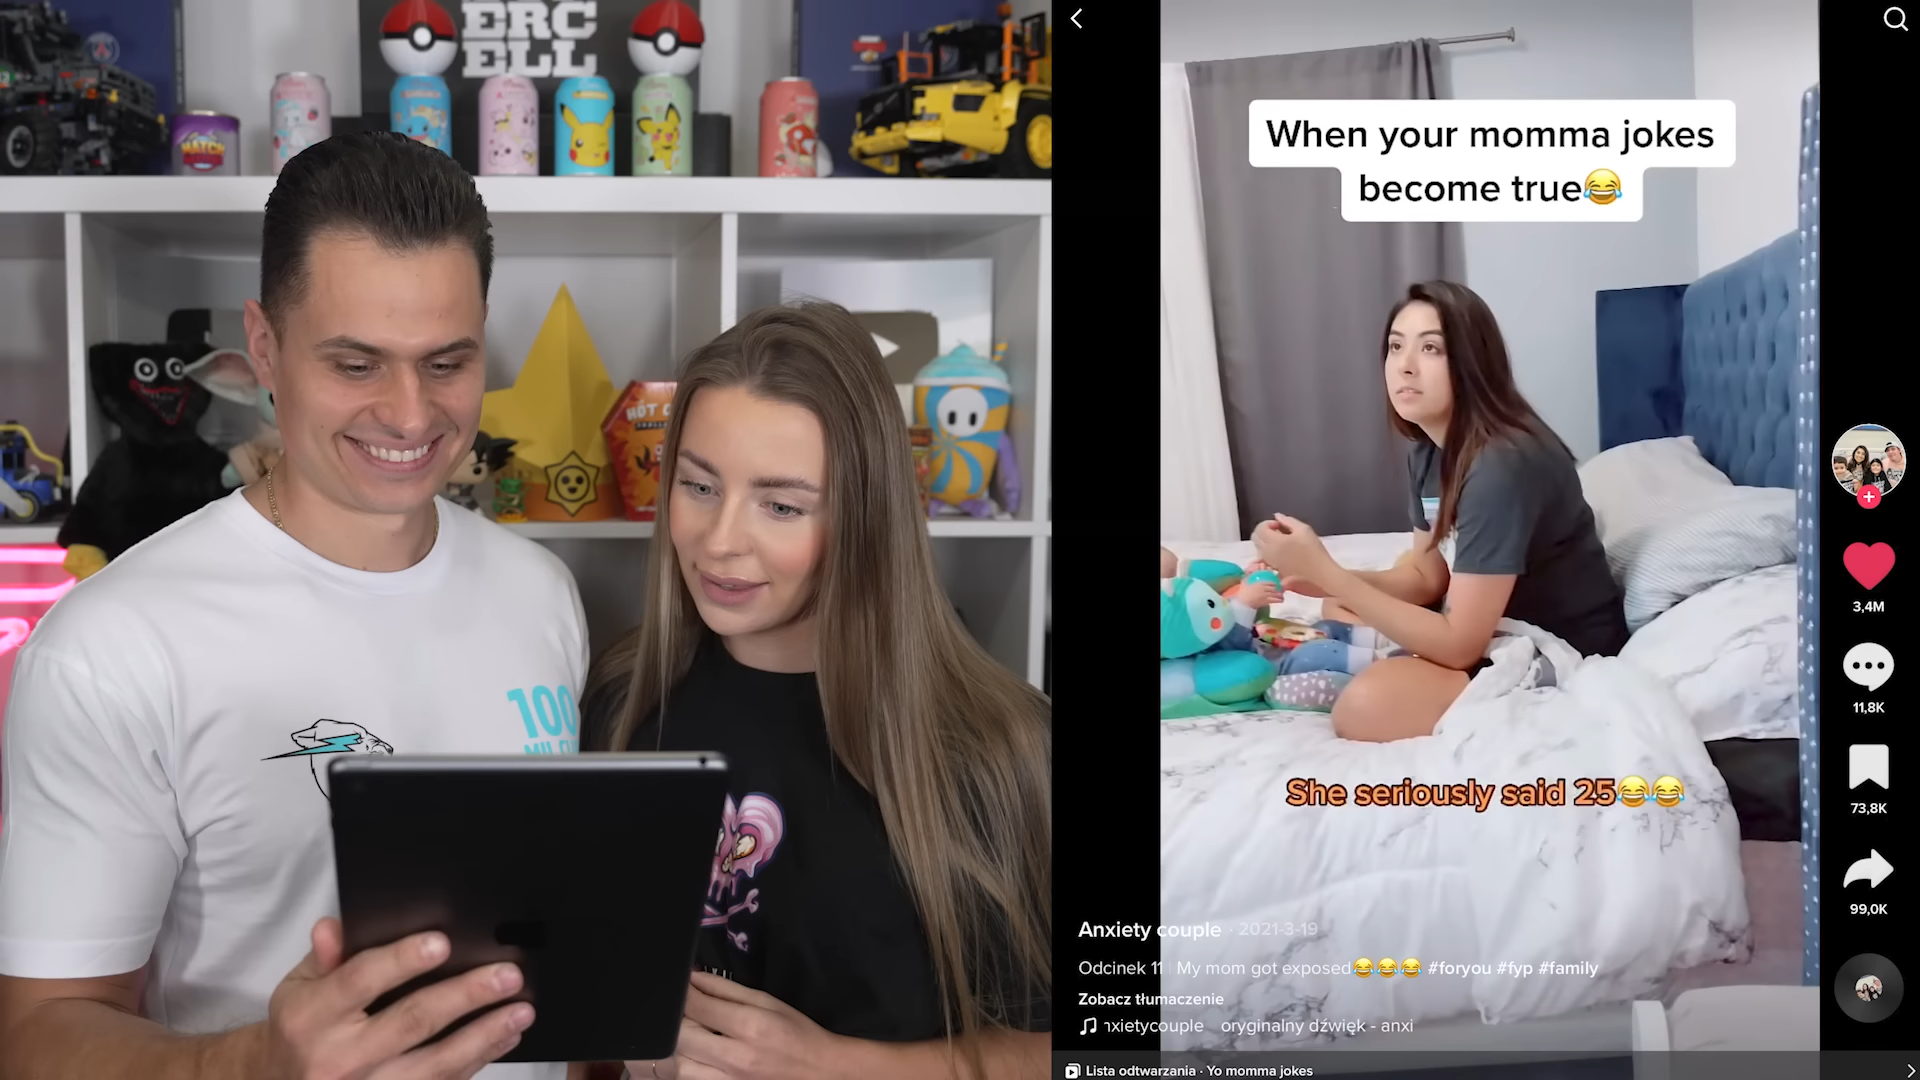 ERC
ELL
HOT
100
When your momma jokes
become true😂
She seriously said 25😂😂
3,4M
11,8K
73,8K
99,0K
Anxiety couple · 2021-3-19
Odcinek 11 | My mom got exposed😂😂😂 #foryou #fyp #family
Zobacz tłumaczenie
nxietycouple oryginalny dźwięk - anxi
Lista odtwarzania · Yo momma jokes